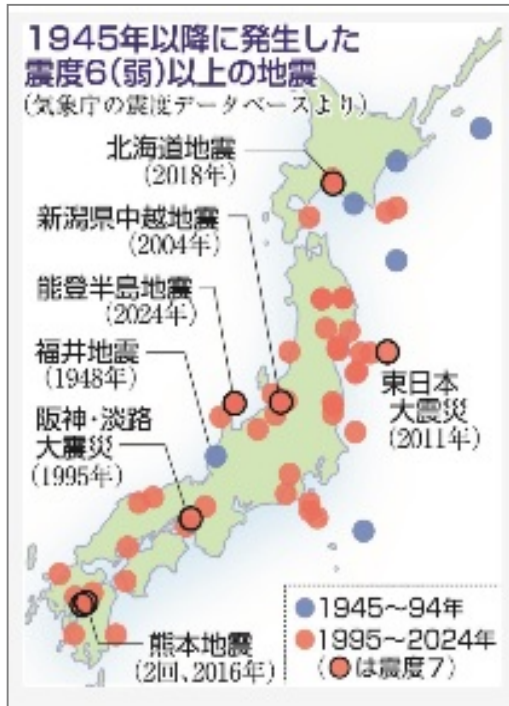 1945年以降に発生した
震度6(弱)以上の地震
(気象庁の震度データベースより)
北海道地震
(2018年)
新潟県中越地震
(2004年)
能登半島地震
(2024年)
福井地震
(1948年)
阪神・淡路
大震災
(1995年)
東日本
大震災
(2011年)
熊本地震
(2回、2016年)
1945〜94年
1995〜2024年
(は震度7)